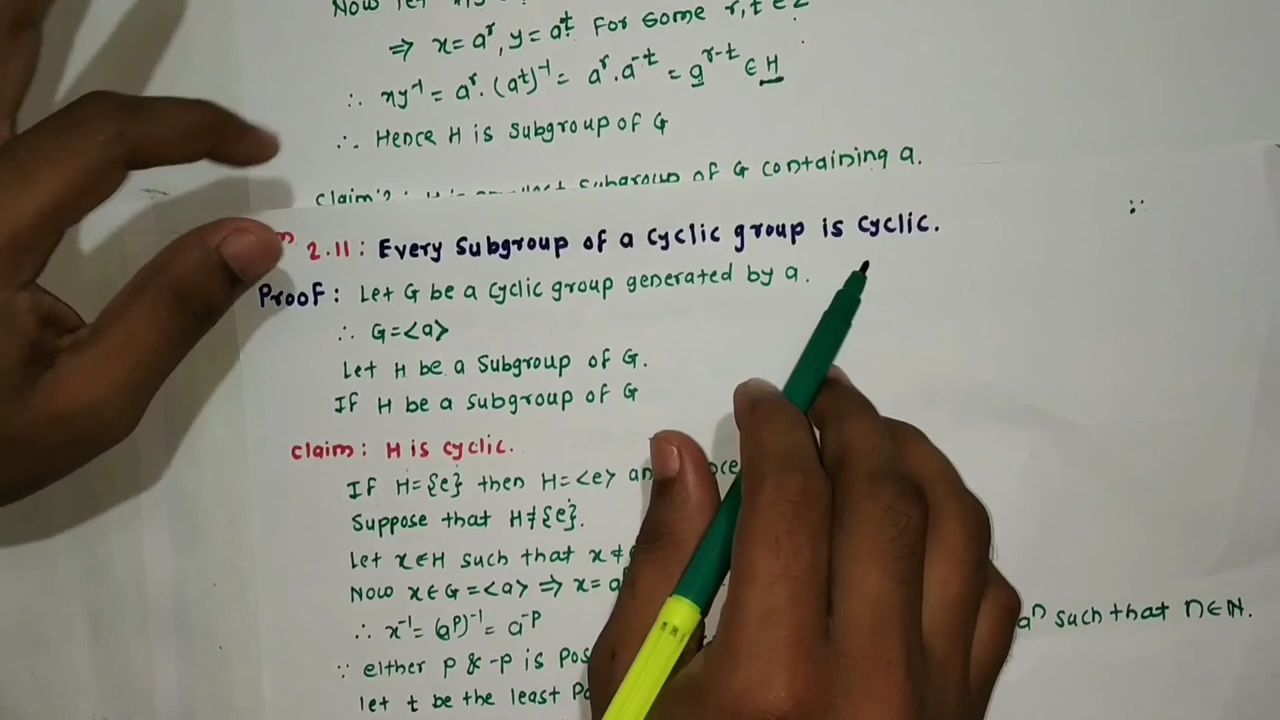 Now let
⇒ x = a^r, y = a^t. For some r, t ∈ Z
∴ xy⁻¹ = a^r · (a^t)⁻¹ = a^r . a^-t = a^r-t ∈ H
∴ Hence H is subgroup of G
claim 2: subgroup of G containing a.
2.11: Every subgroup of a cyclic group is cyclic.
Proof: Let G be a cyclic group generated by a.
∴ G = <a>
Let H be a subgroup of G.
If H be a subgroup of G
claim: H is cyclic.
If H = {e} then H = <e>
Suppose that H ≠ {e}.
Let x ∈ H such that x ≠
Now x ∈ G = <a> ⇒ x = a^p
∴ x⁻¹ = (a^p)⁻¹ = a^-p
a^n such that n ∈ N.
∵ either p & -p is
let t be the least